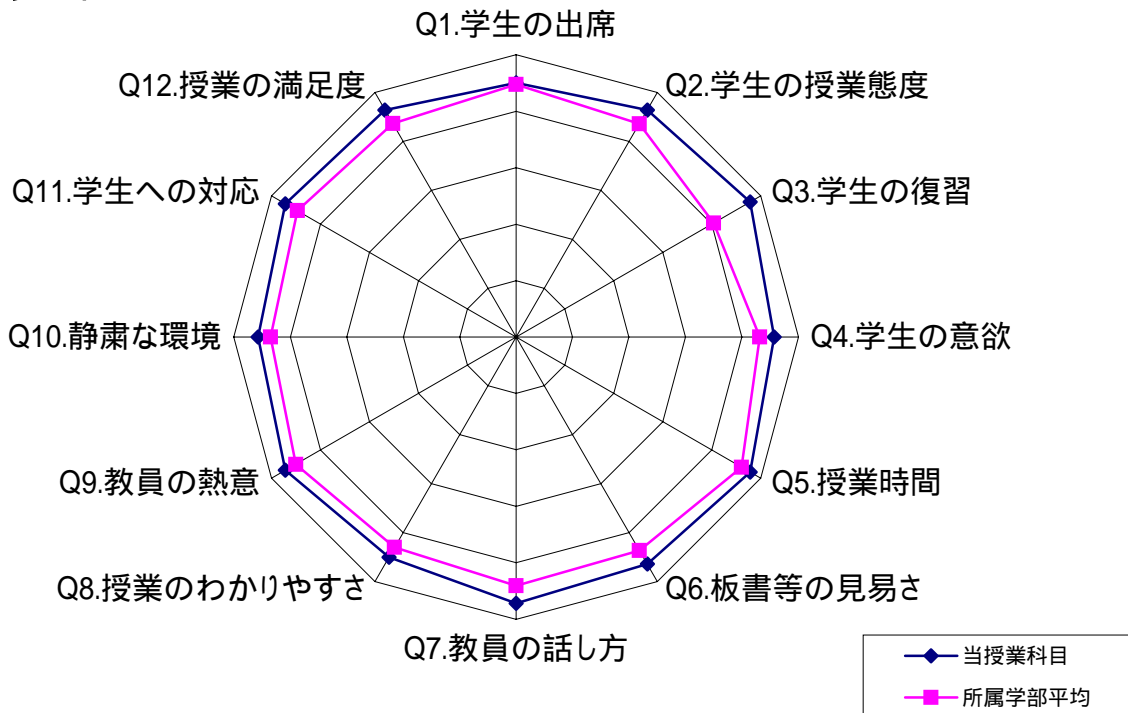 Q1.学生の出席
Q2.学生の授業態度
Q3.学生の復習
Q4.学生の意欲
Q5.授業時間
Q6.板書等の見易さ
Q7.教員の話し方
Q8.授業のわかりやすさ
Q9.教員の熱意
Q10.静粛な環境
Q11.学生への対応
Q12.授業の満足度
当授業科目
所属学部平均